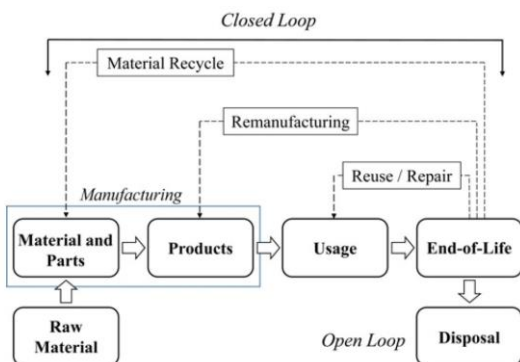 Closed Loop
Material Recycle
Remanufacturing
Reuse / Repair
Manufacturing
Material and
Parts
Products
Usage
End-of-Life
Raw
Material
Open Loop
Disposal